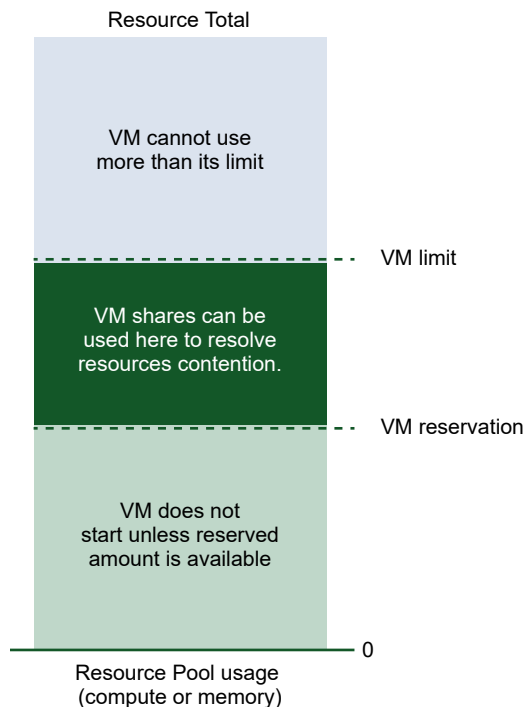 Resource Total
VM cannot use
more than its limit
VM limit
VM shares can be
used here to resolve
resources contention.
VM reservation
VM does not
start unless reserved
amount is available
0
Resource Pool usage
(compute or memory)